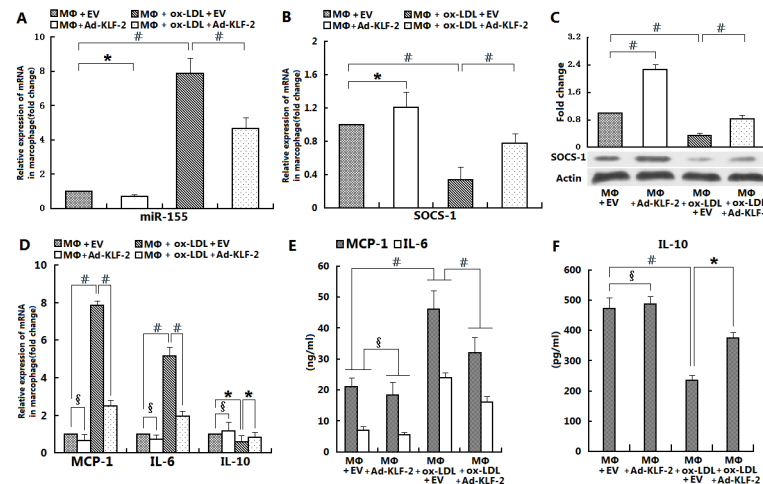 A
MΦ +EV
MΦ + ox-LDL +EV
MΦ+Ad-KLF-2
MΦ + ox-LDL +Ad-KLF-2
#
*
#
Relative expression of mRNA
in marcophage(fold change)
10
8
6
4
2
0
miR-155
B
MΦ +EV
MΦ + ox-LDL +EV
MΦ+Ad-KLF-2
MΦ + ox-LDL +Ad-KLF-2
#
*
#
Relative expression of mRNA
in marcophage(fold change)
2
1.6
1.2
0.8
0.4
0
SOCS-1
C
#
#
#
Fold change
3.2
2.4
1.6
0.8
0
SOCS-1
Actin
MΦ
+EV
MΦ
+Ad-KLF-2
MΦ
+ox-LDL
+EV
MΦ
+ox-LDL
+Ad-KLF-2
D
MΦ +EV
MΦ + ox-LDL +EV
MΦ+Ad-KLF-2
MΦ + ox-LDL +Ad-KLF-2
Relative expression of mRNA
in marcophage(fold change)
10
8
6
4
2
0
# #
§
# #
§
* *
§
MCP-1
IL-6
IL-10
E
MCP-1 IL-6
(ng/ml)
60
50
40
30
20
10
0
#
#
§
MΦ
+EV
MΦ
+Ad-KLF-2
MΦ
+ox-LDL
+EV
MΦ
+ox-LDL
+Ad-KLF-2
F
IL-10
(pg/ml)
600
500
400
300
200
100
0
#
*
§
MΦ
+EV
MΦ
+Ad-KLF-2
MΦ
+ox-LDL
+EV
MΦ
+ox-LDL
+Ad-KLF-2